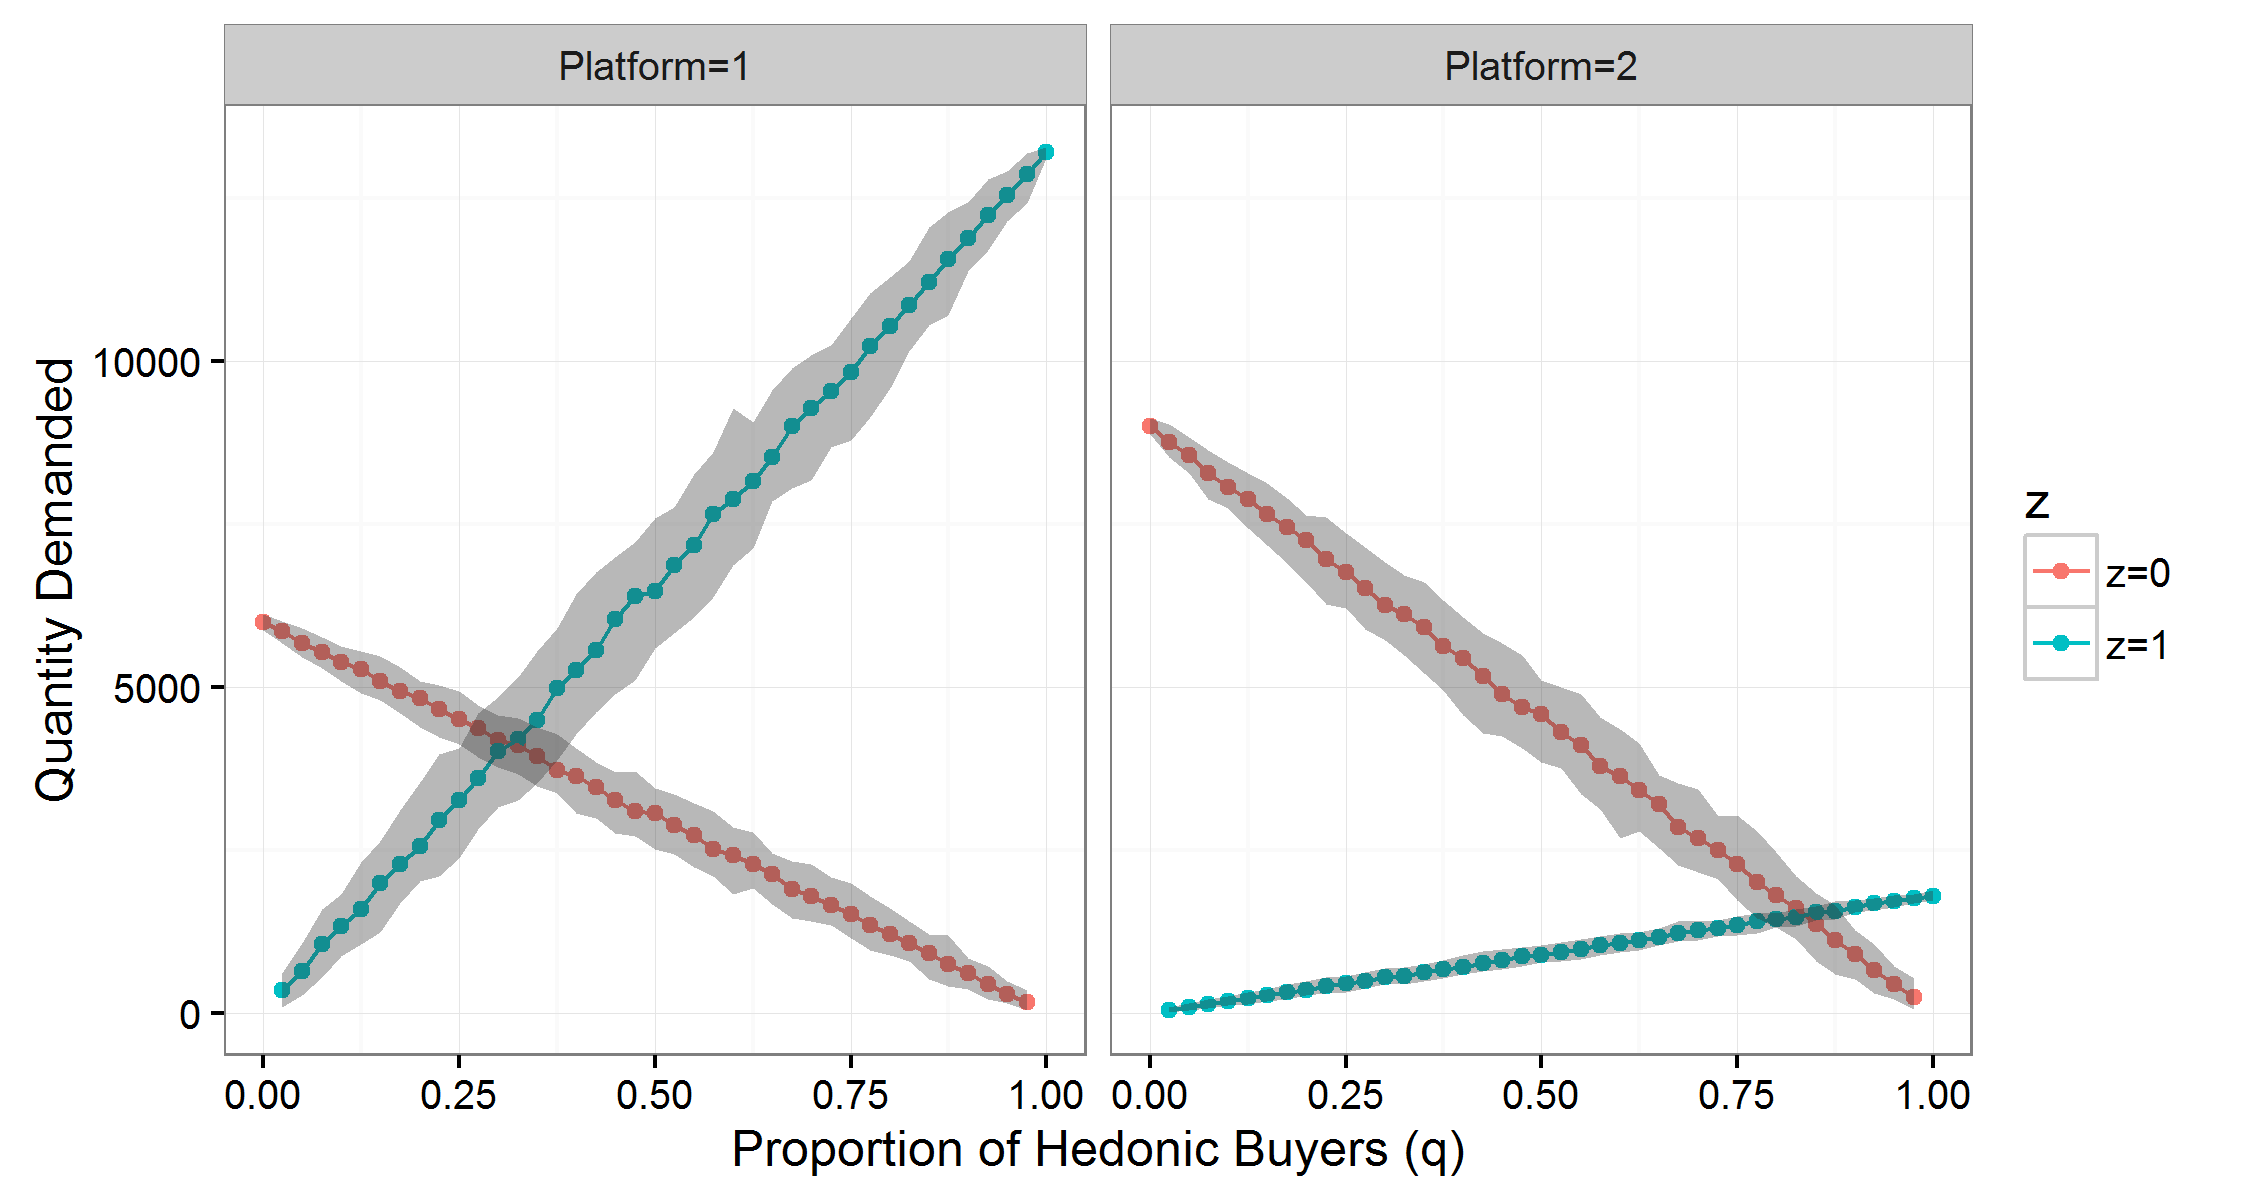 Platform=1
Platform=2
Quantity Demanded
10000
5000
0
0.00 0.25 0.50 0.75 1.00
0.00 0.25 0.50 0.75 1.00
Proportion of Hedonic Buyers (q)
z
z=0
z=1